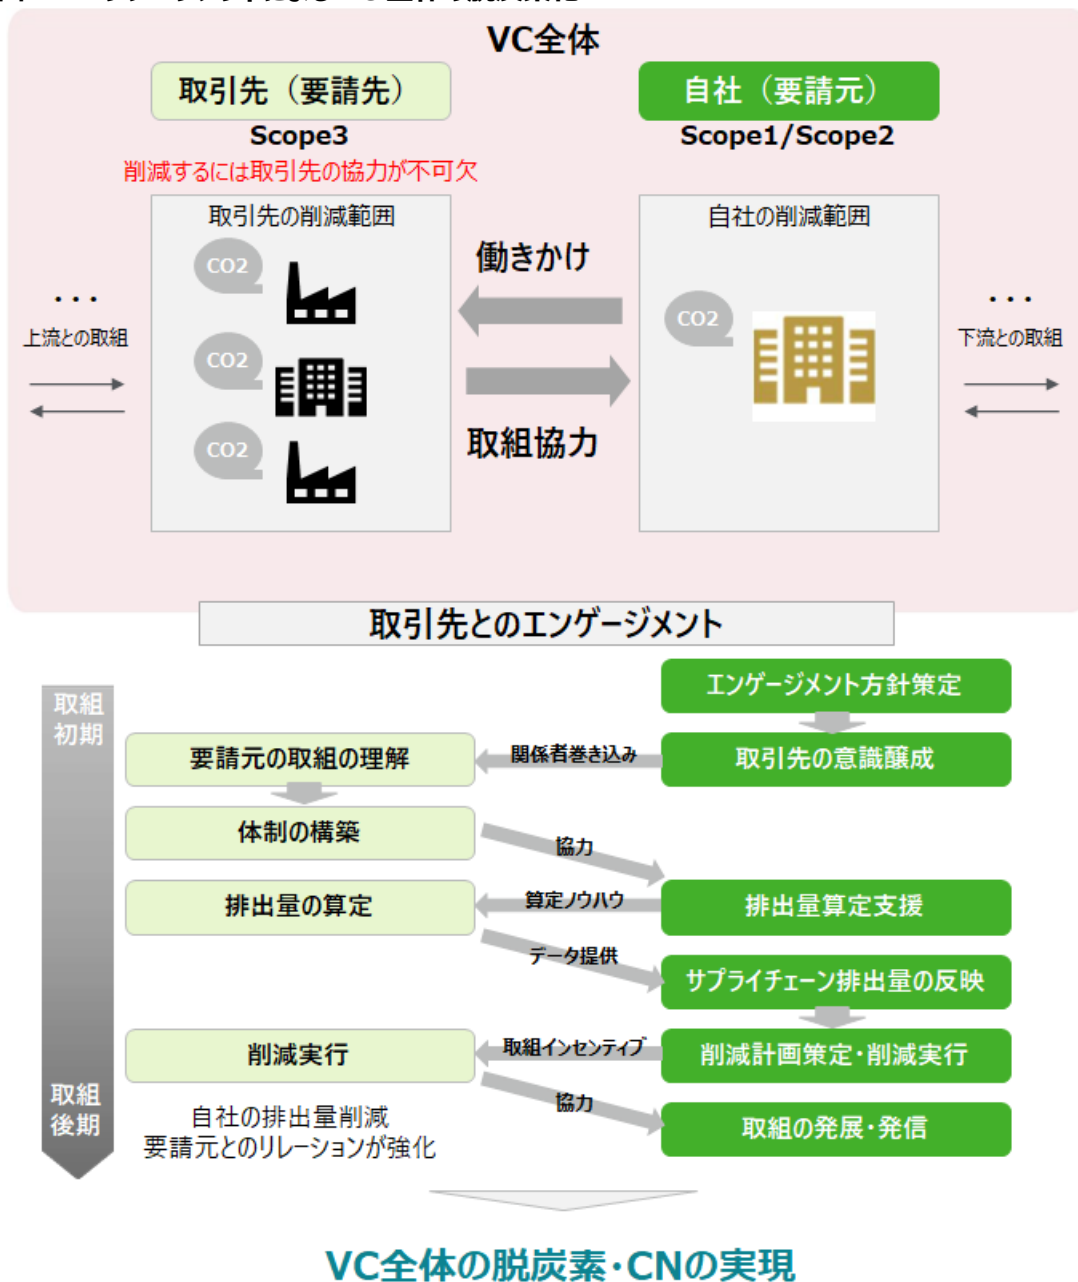 VC全体
取引先（要請先）
自社（要請元）
Scope3
Scope1/Scope2
削減するには取引先の協力が不可欠
取引先の削減範囲
自社の削減範囲
CO2
働きかけ
CO2
・・・
・・・
上流との取組
下流との取組
CO2
取組協力
CO2
取引先とのエンゲージメント
取組
初期
エンゲージメント方針策定
要請元の取組の理解
関係者巻き込み
取引先の意識醸成
体制の構築
協力
排出量の算定
算定ノウハウ
排出量算定支援
データ提供
サプライチェーン排出量の反映
削減実行
取組インセンティブ
削減計画策定・削減実行
取組
後期
協力
自社の排出量削減
要請元とのリレーションが強化
取組の発展・発信
VC全体の脱炭素・CNの実現